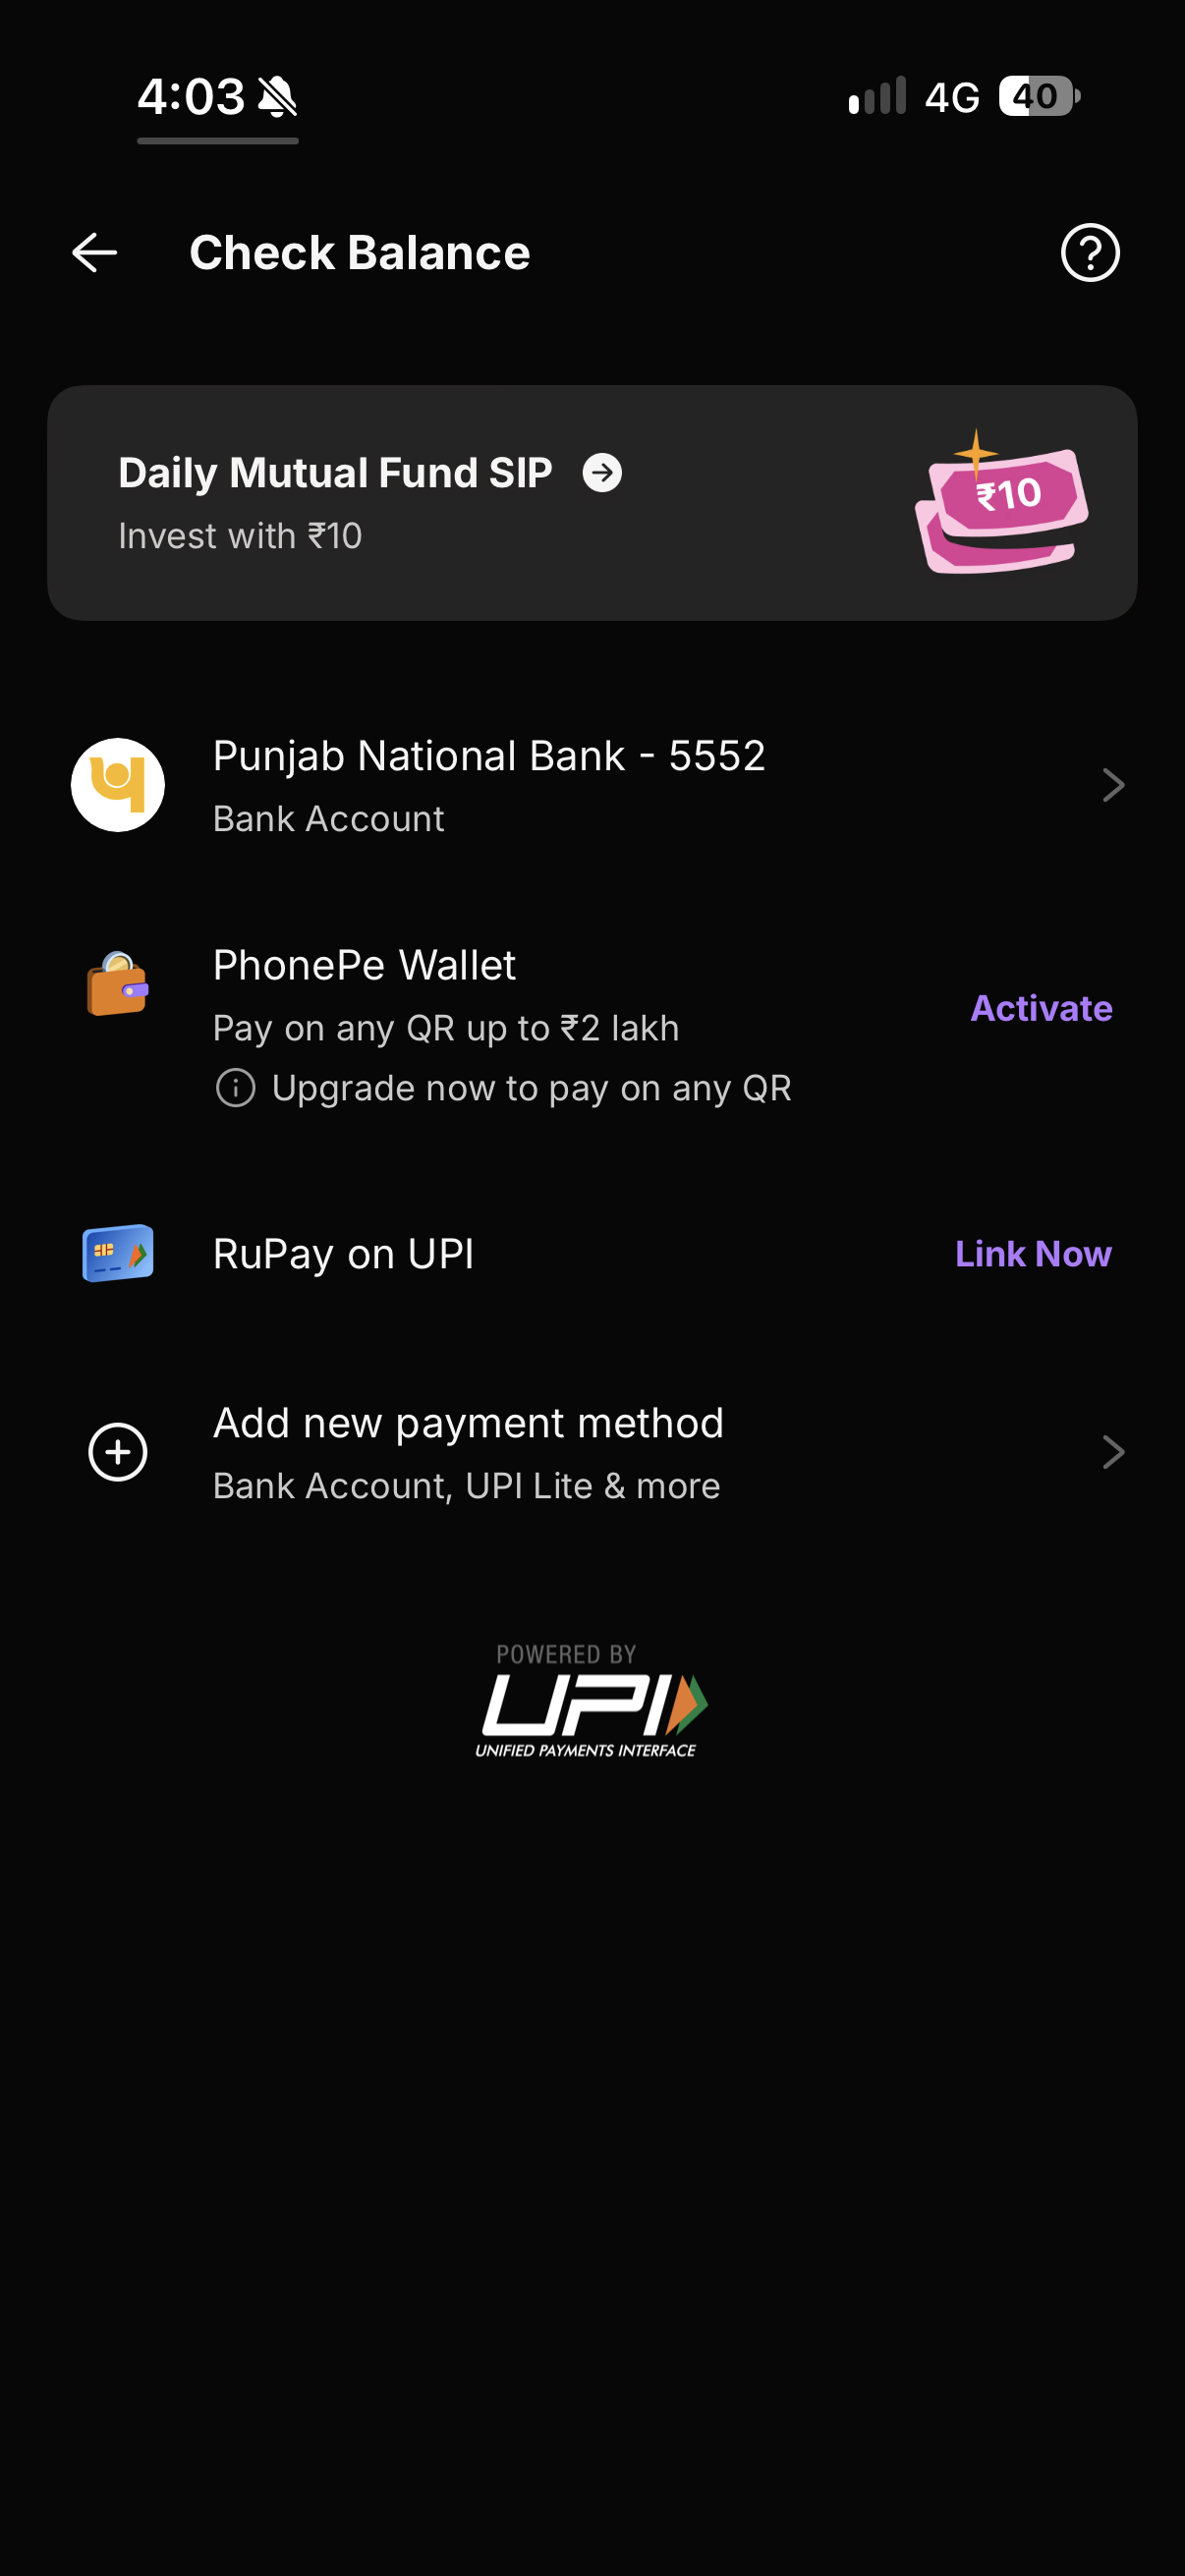 4:03
4G 40
Check Balance
Daily Mutual Fund SIP
Invest with ₹10
₹10
Punjab National Bank - 5552
Bank Account
PhonePe Wallet
Pay on any QR up to ₹2 lakh
Activate
Upgrade now to pay on any QR
RuPay on UPI
Link Now
Add new payment method
Bank Account, UPI Lite & more
POWERED BY
UPI
UNIFIED PAYMENTS INTERFACE